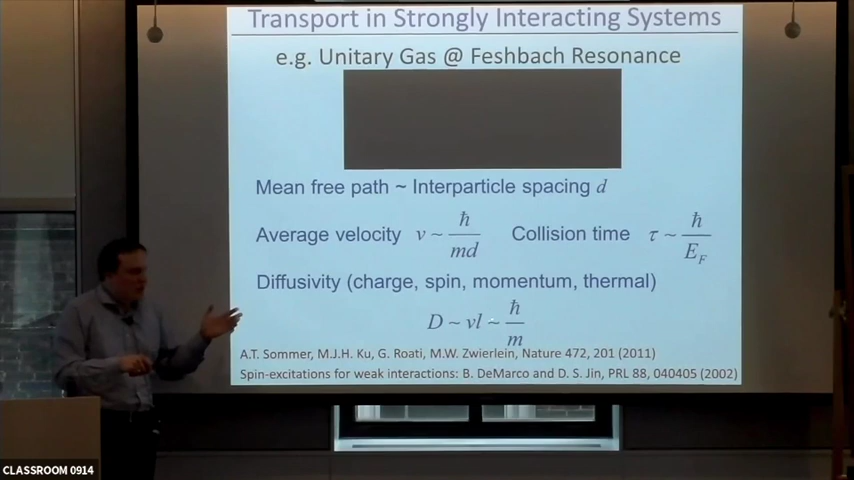 Transport in Strongly Interacting Systems
e.g. Unitary Gas @ Feshbach Resonance
Mean free path ~ Interparticle spacing d
Average velocity v ~ ħ/md Collision time τ ~ ħ/E_F
Diffusivity (charge, spin, momentum, thermal)
D ~ vl ~ ħ/m
A.T. Sommer, M.J.H. Ku, G. Roati, M.W. Zwierlein, Nature 472, 201 (2011)
Spin-excitations for weak interactions: B. DeMarco and D. S. Jin, PRL 88, 040405 (2002)
CLASSROOM 0914